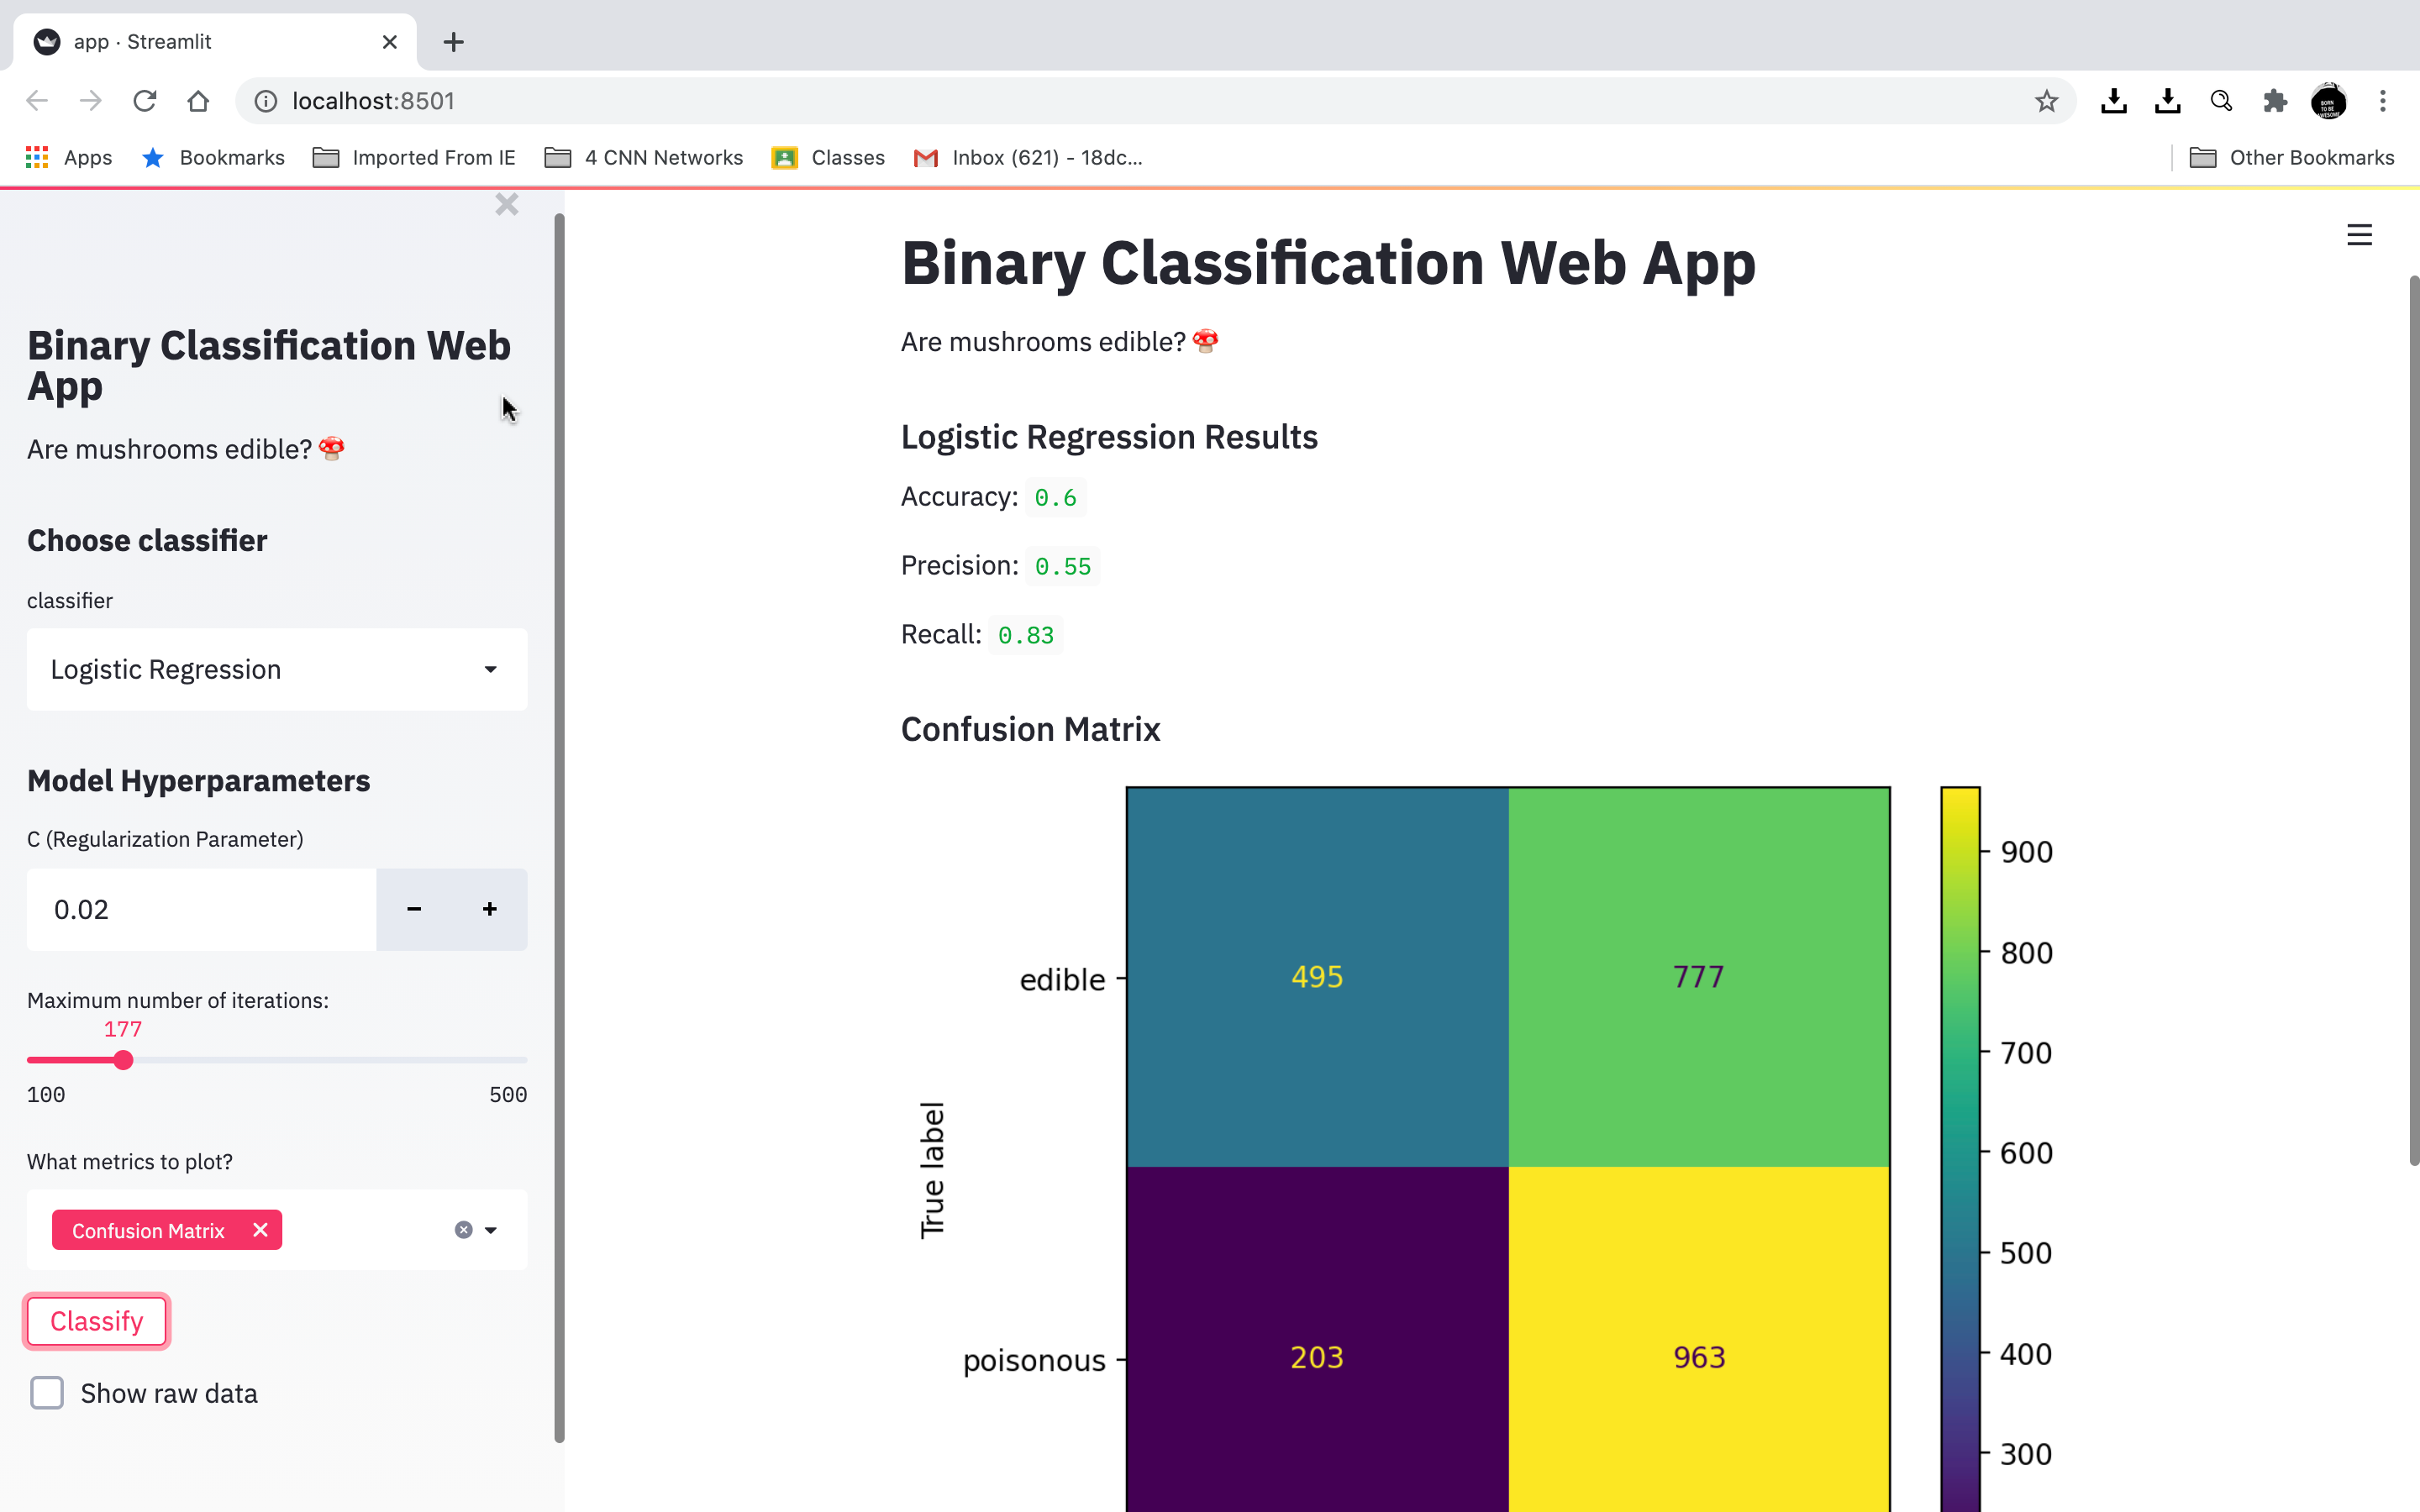 app · Streamlit
localhost:8501
Apps
Bookmarks
Imported From IE
4 CNN Networks
Classes
Inbox (621) - 18dc...
Other Bookmarks
Binary Classification Web
App
Are mushrooms edible? 🍄
Choose classifier
classifier
Logistic Regression
Model Hyperparameters
C (Regularization Parameter)
0.02
Maximum number of iterations:
177
100
500
What metrics to plot?
Confusion Matrix
Classify
Show raw data
Binary Classification Web App
Are mushrooms edible? 🍄
Logistic Regression Results
Accuracy: 0.6
Precision: 0.55
Recall: 0.83
Confusion Matrix
True label
edible
495
777
poisonous
203
963
900
800
700
600
500
400
300